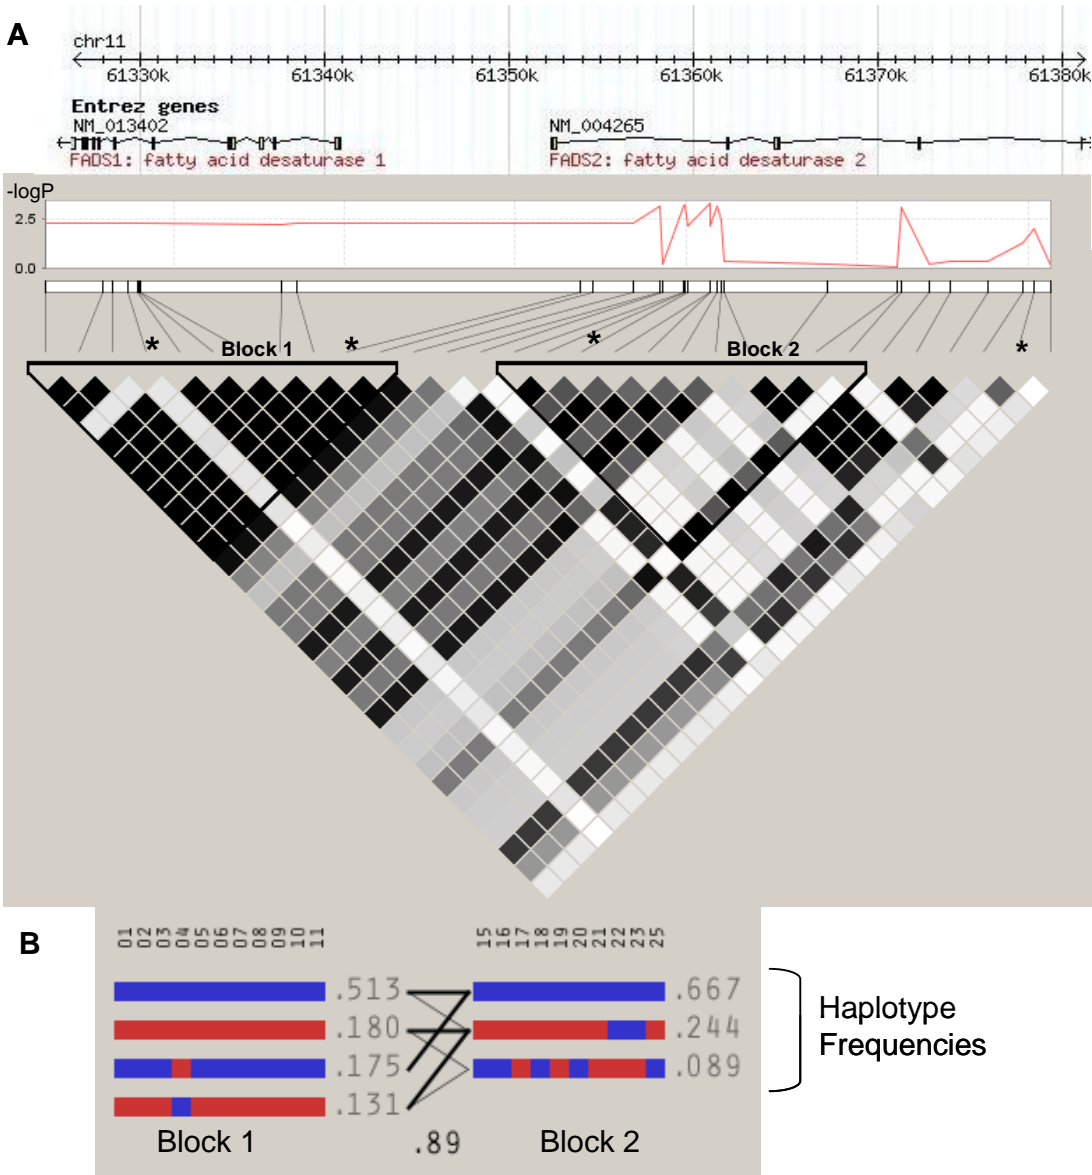 A
chr11
61330k 61340k 61350k 61360k 61370k 61380k
Entrez genes
NM_013402 NM_004265
FADS1: fatty acid desaturase 1 FADS2: fatty acid desaturase 2
-logP
2.5
0.0
* * * *
Block 1 Block 2
B
01 02 03 04 05 06 07 08 09 10 11 15 16 17 18 19 20 21 22 23 25
.513 .667
.180 .244
.175 .089
.131
Haplotype
Frequencies
Block 1 .89 Block 2